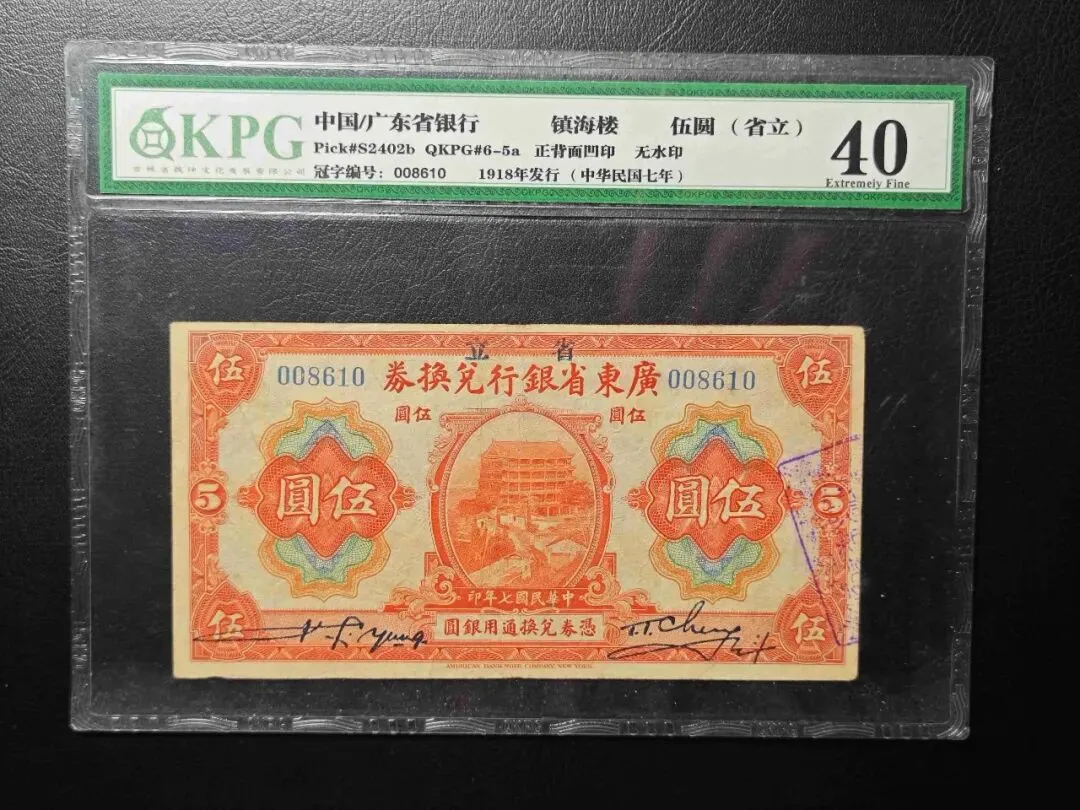 QKPG
中国/广东省银行 镇海楼 伍圆（省立）
Pick#S2402b QKPG#6-5a 正背面凹印 无水印
冠字编号：008610 1918年发行（中华民国七年）
40
Extremely Fine
省立
伍 伍
008610 廣東省銀行兌換券 008610
伍圓 伍圓
伍圓 伍圓
5 5
中華民國七年印
伍 伍
憑券兌換通用銀圓
AMERICAN BANK NOTE COMPANY, NEW YORK.